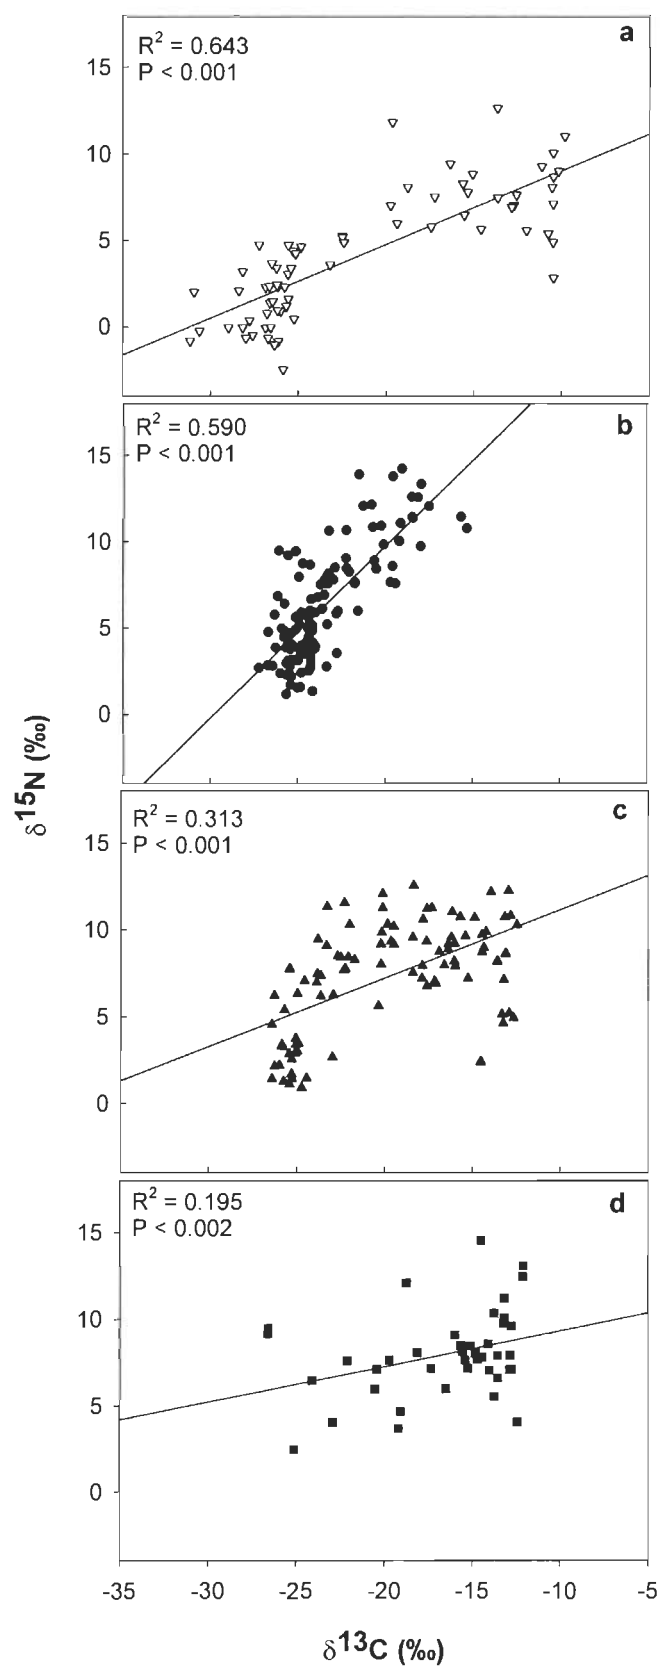 a
R² = 0.643
P < 0.001
15
10
5
0
b
R² = 0.590
P < 0.001
15
10
5
0
δ¹⁵N (‰)
c
R² = 0.313
P < 0.001
15
10
5
0
d
R² = 0.195
P < 0.002
15
10
5
0
-35 -30 -25 -20 -15 -10 -5
δ¹³C (‰)